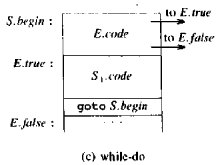 to E.true
S.begin :
E.code
to E.false
E.true :
S₁.code
goto S.begin
E.false :
. . .
(c) while-do